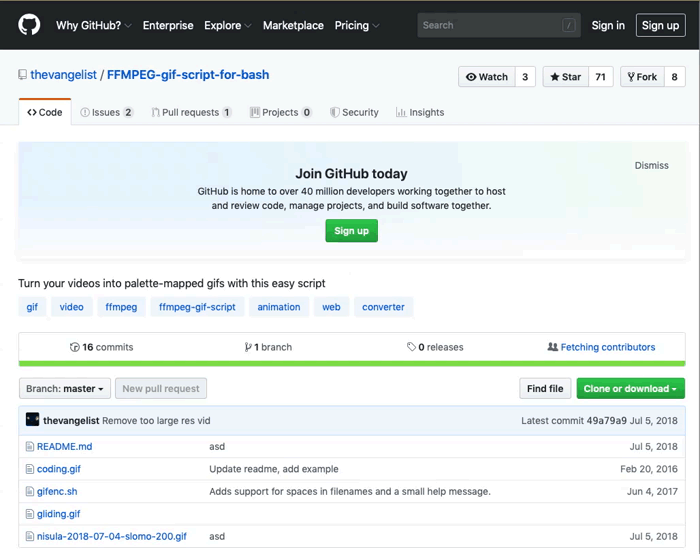 Why GitHub? Enterprise Explore Marketplace Pricing Search / Sign in Sign up
thevangelist / FFMPEG-gif-script-for-bash Watch 3 Star 71 Fork 8
Code Issues 2 Pull requests 1 Projects 0 Security Insights
Dismiss
Join GitHub today
GitHub is home to over 40 million developers working together to host
and review code, manage projects, and build software together.
Sign up
Turn your videos into palette-mapped gifs with this easy script
gif video ffmpeg ffmpeg-gif-script animation web converter
16 commits 1 branch 0 releases Fetching contributors
Branch: master New pull request Find file Clone or download
thevangelist Remove too large res vid Latest commit 49a79a9 Jul 5, 2018
README.md asd Jul 5, 2018
coding.gif Update readme, add example Feb 20, 2016
gifenc.sh Adds support for spaces in filenames and a small help message. Jun 4, 2017
gliding.gif
nisula-2018-07-04-slomo-200.gif asd Jul 5, 2018